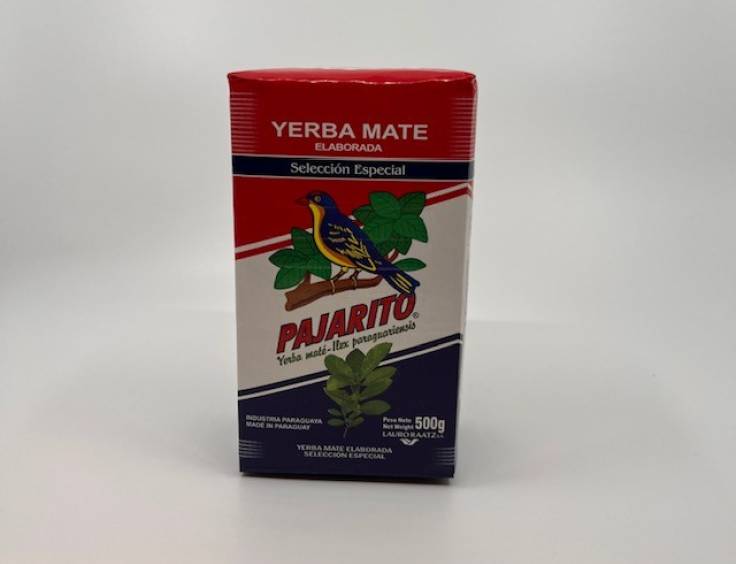 YERBA MATE
ELABORADA
Selección Especial
PAJARITO®
Yerba maté - Ilex paraguariensis
INDUSTRIA PARAGUAYA
MADE IN PARAGUAY
Peso Neto
Net Weight 500g
LAURO RAATZ S.A.
YERBA MATE ELABORADA
SELECCIÓN ESPECIAL